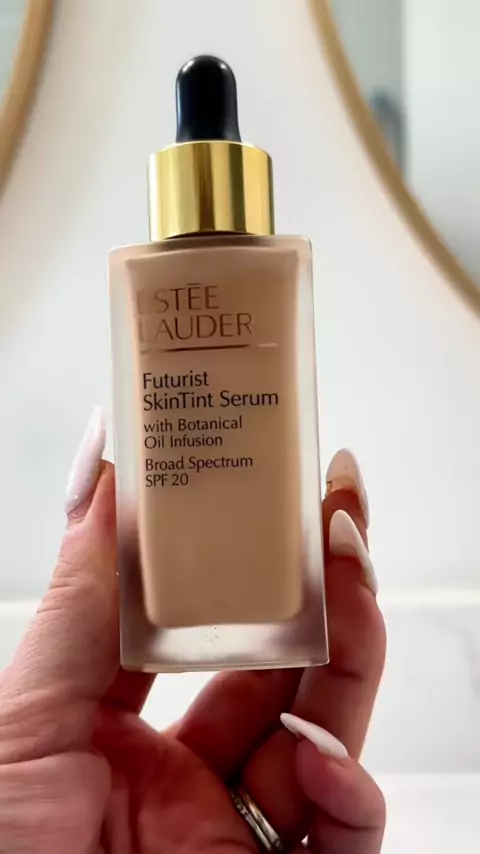 ESTĒE
LAUDER
Futurist
SkinTint Serum
with Botanical
Oil Infusion
Broad Spectrum
SPF 20